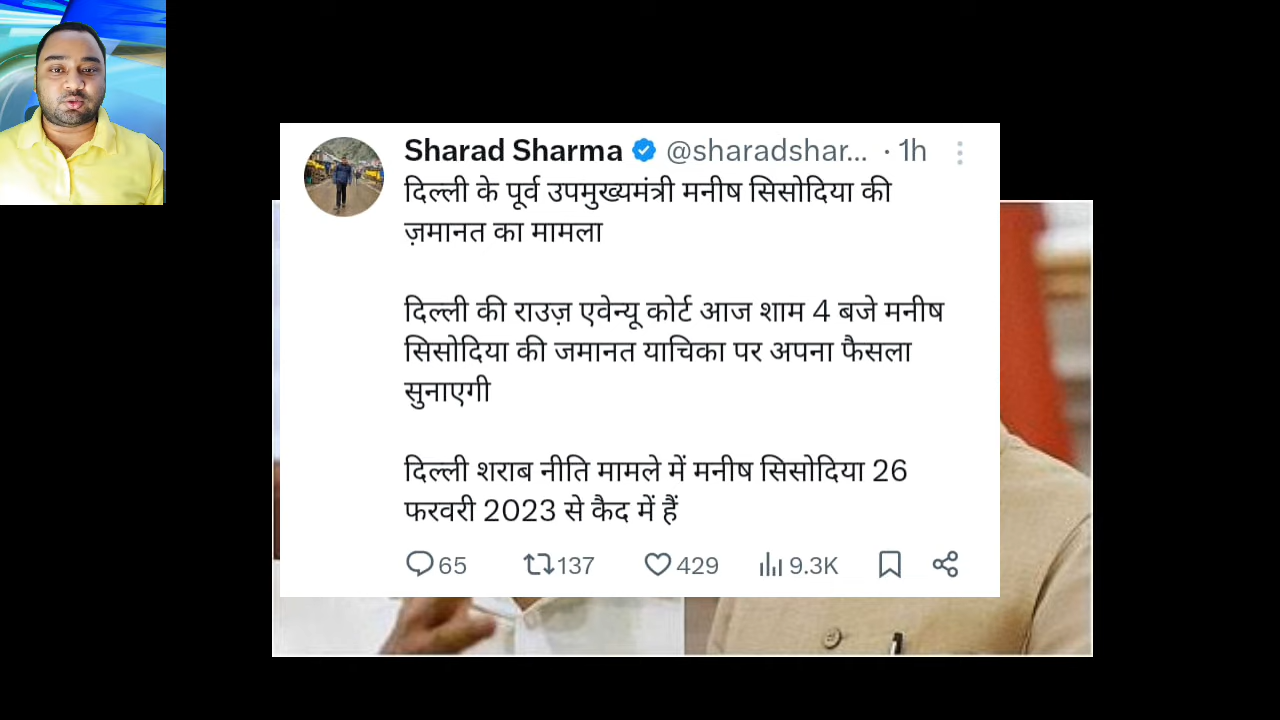 Sharad Sharma @sharadshar... · 1h
दिल्ली के पूर्व उपमुख्यमंत्री मनीष सिसोदिया की
ज़मानत का मामला
दिल्ली की राउज़ एवेन्यू कोर्ट आज शाम 4 बजे मनीष
सिसोदिया की जमानत याचिका पर अपना फैसला
सुनाएगी
दिल्ली शराब नीति मामले में मनीष सिसोदिया 26
फरवरी 2023 से कैद में हैं
65 137 429 9.3K